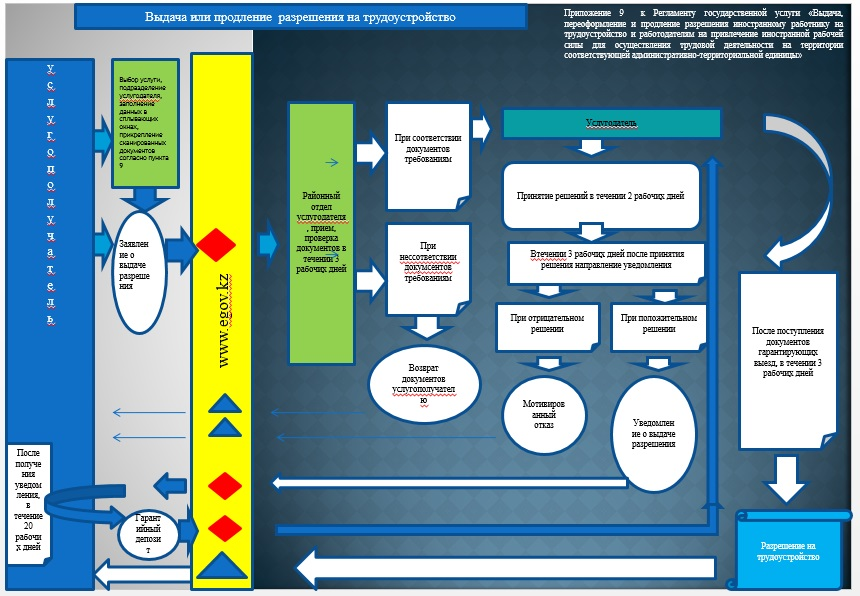 Выдача или продление разрешения на трудоустройство
Приложение 9 к Регламенту государственной услуги «Выдача,
переоформление и продление разрешения иностранному работнику на
трудоустройство и работодателям на привлечение иностранной рабочей
силы для осуществления трудовой деятельности на территории
соответствующей административно-территориальной единицы»
У
с
л
у
г
о
п
о
л
у
ч
а
т
е
л
ь
Выбор услуги,
подразделение
услугодателя,
заполнение
данных в
сплывающих
окнах,
прикрепление
сканированных
документов
согласно пункта
9
Заявлен
ие о
выдаче
разреше
ния
www.egov.kz
Районный
отдел
услугодателя
, прием,
проверка
документов в
течении 3
рабочих дней
При соответствии
документов
требованиям
При
нессответствии
документов
требованиям
Возврат
документов
услугополучател
ю
Услугодатель
Принятие решений в течении 2 рабочих дней
Втечении 3 рабочих дней после принятия
решения направление уведомления
При отрицательном
решении
При положительном
решении
Мотивиров
анный
отказ
Уведомлен
ие о выдаче
разрешения
После поступления
документов
гарантирующих
выезд, в течении 3
рабочих дней
После
получе
ния
уведом
ления,
в
течение
20
рабочи
х дней
Гарант
ийный
депози
т
Разрешение на
трудоустройство